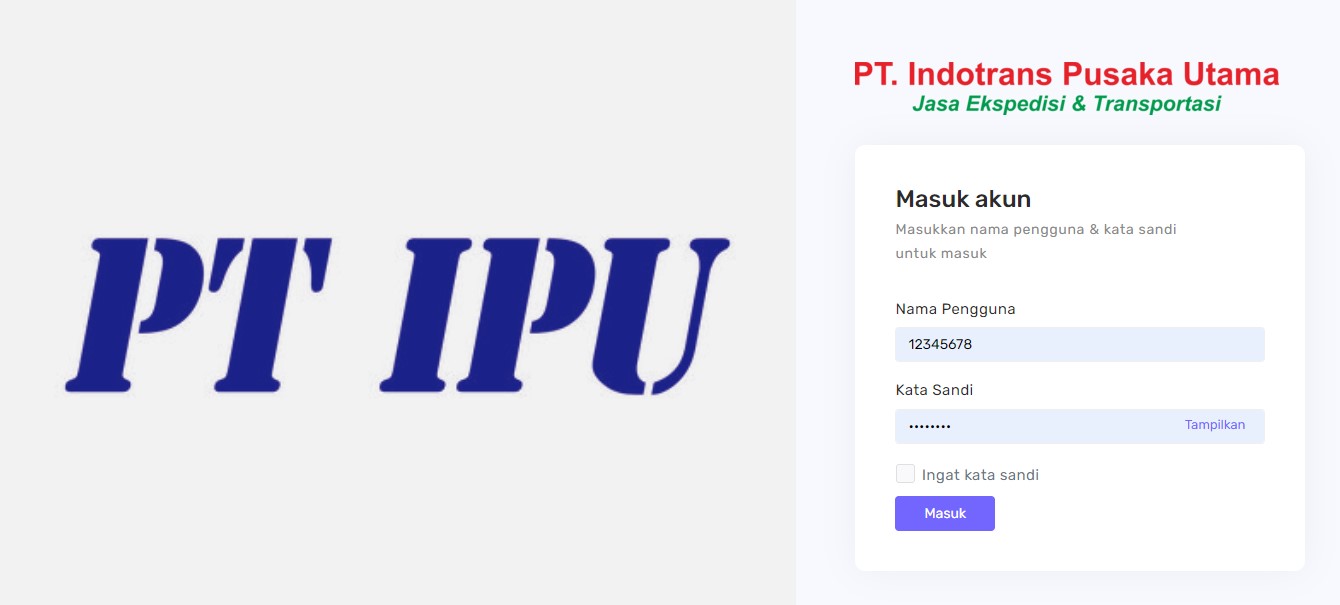 PT IPU
PT. Indotrans Pusaka Utama
Jasa Ekspedisi & Transportasi
Masuk akun
Masukkan nama pengguna & kata sandi
untuk masuk
Nama Pengguna
12345678
Kata Sandi
••••••••
Tampilkan
Ingat kata sandi
Masuk